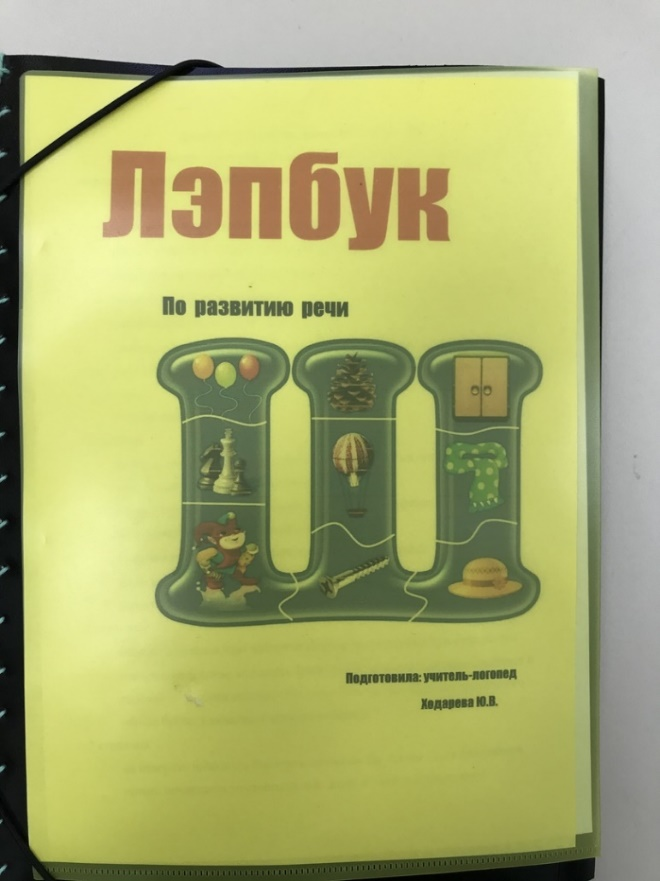 Лэпбук
По развитию речи
Ш
Подготовила: учитель-логопед
Ходарева Ю.В.